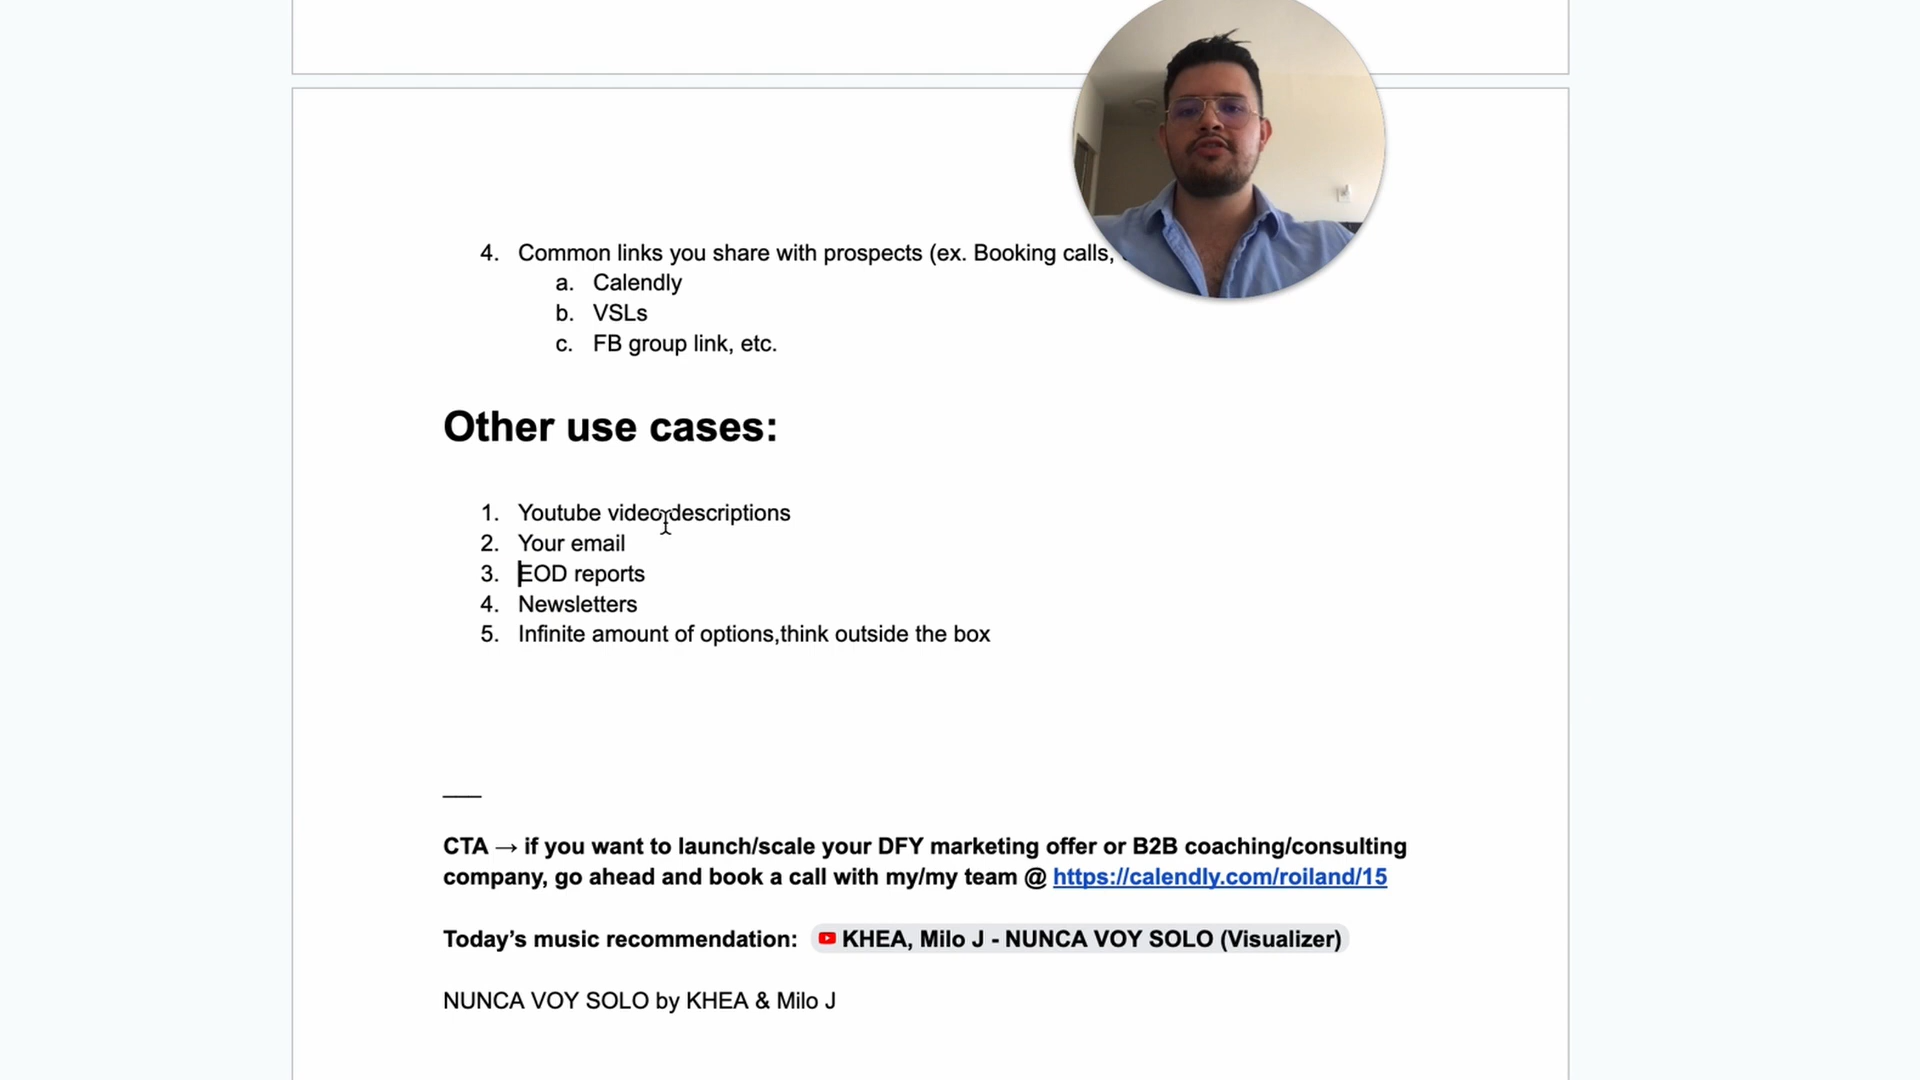 4. Common links you share with prospects (ex. Booking calls,
a. Calendly
b. VSLs
c. FB group link, etc.
Other use cases:
1. Youtube video descriptions
2. Your email
3. EOD reports
4. Newsletters
5. Infinite amount of options,think outside the box
___
CTA → if you want to launch/scale your DFY marketing offer or B2B coaching/consulting
company, go ahead and book a call with my/my team @ https://calendly.com/roiland/15
Today’s music recommendation: KHEA, Milo J - NUNCA VOY SOLO (Visualizer)
NUNCA VOY SOLO by KHEA & Milo J